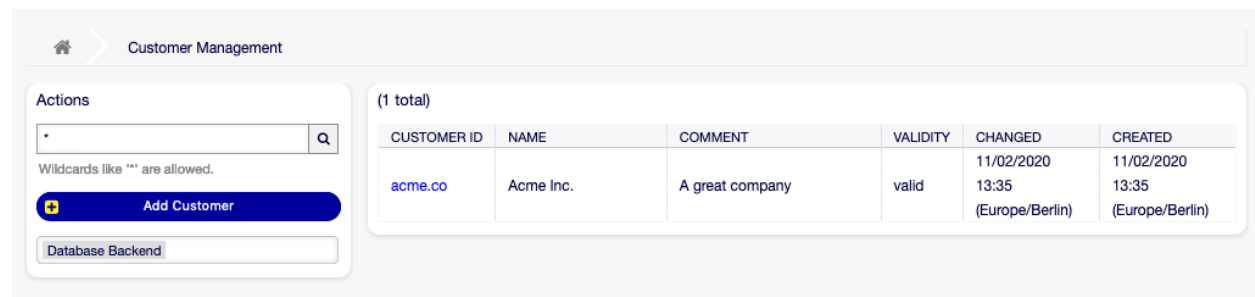 Customer Management
Actions
*
Wildcards like '*' are allowed.
Add Customer
Database Backend
(1 total)
CUSTOMER ID NAME COMMENT VALIDITY CHANGED CREATED
acme.co Acme Inc. A great company valid 11/02/2020 13:35 (Europe/Berlin) 11/02/2020 13:35 (Europe/Berlin)